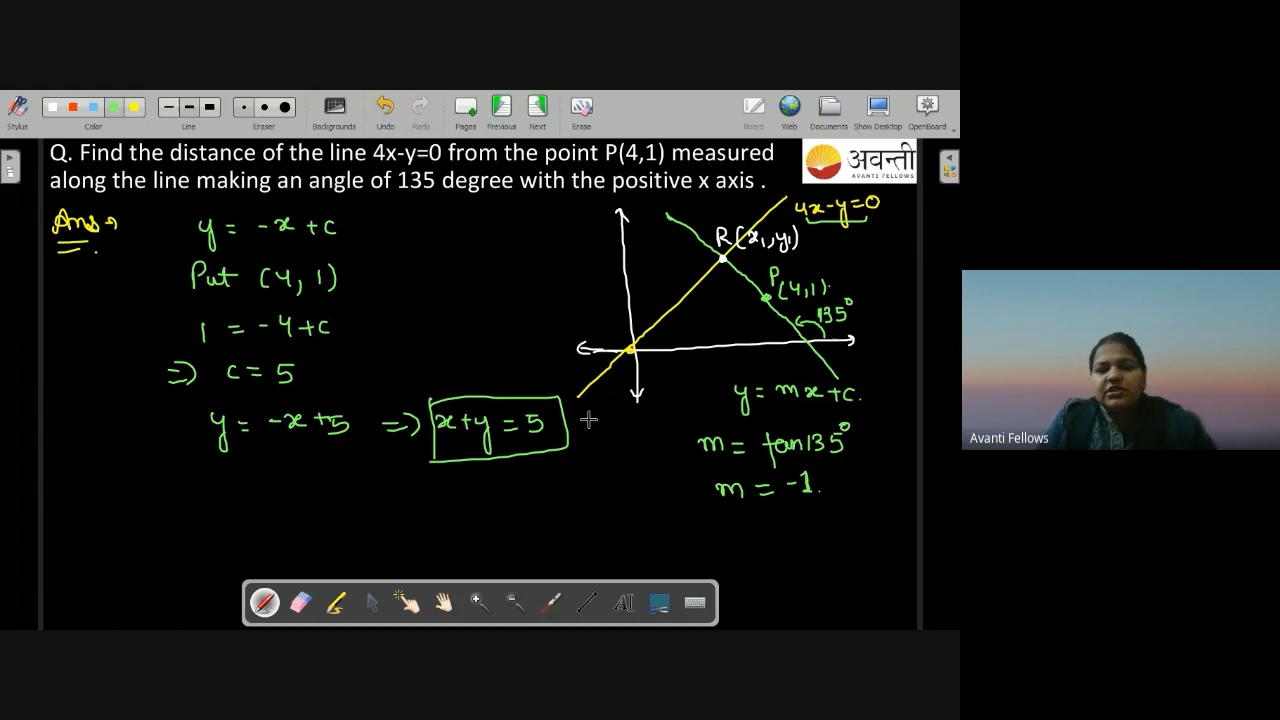 Stylus
Color
Line
Eraser
Backgrounds
Undo
Redo
Pages
Previous
Next
Erase
Board
Web
Documents
Show Desktop
OpenBoard
Q. Find the distance of the line 4x-y=0 from the point P(4,1) measured
along the line making an angle of 135 degree with the positive x axis .
अवन्ती
AVANTI FELLOWS
Ans→
y = -x + c
Put (4, 1)
1 = -4+c
=> c = 5
y = -x+5 => x+y = 5
4x-y=0
R(x₁,y₁)
P(4,1).
135°
y = mx+c.
m = tan135°
m = -1.
AI
Avanti Fellows